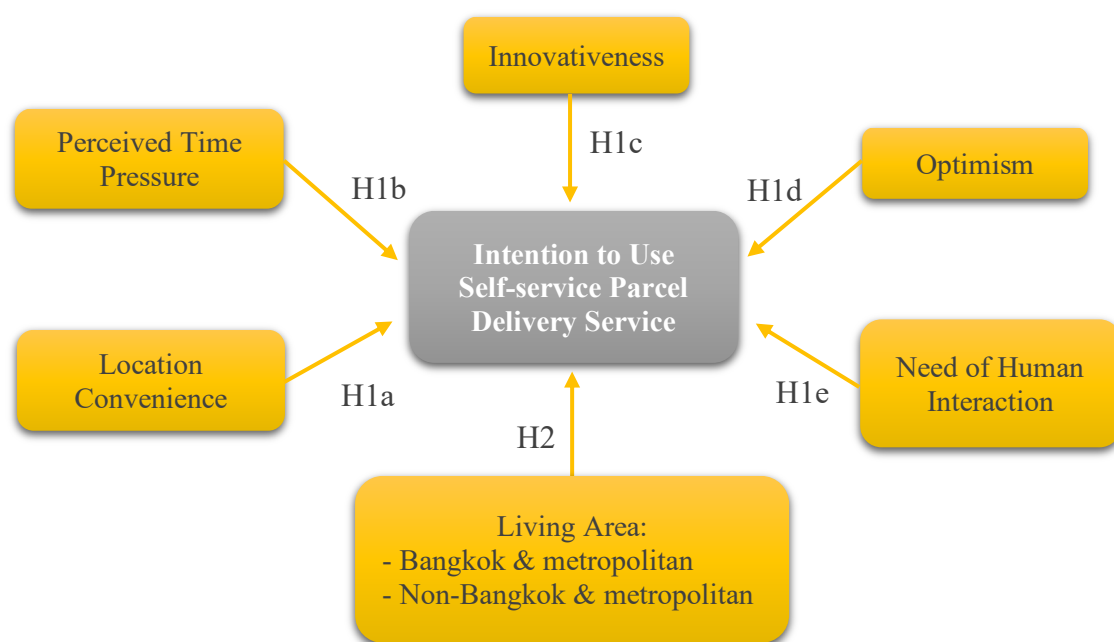 Innovativeness
H1c
Perceived Time
Pressure
H1b
Optimism
H1d
Intention to Use
Self-service Parcel
Delivery Service
Location
Convenience
H1a
Need of Human
Interaction
H1e
H2
Living Area:
- Bangkok & metropolitan
- Non-Bangkok & metropolitan